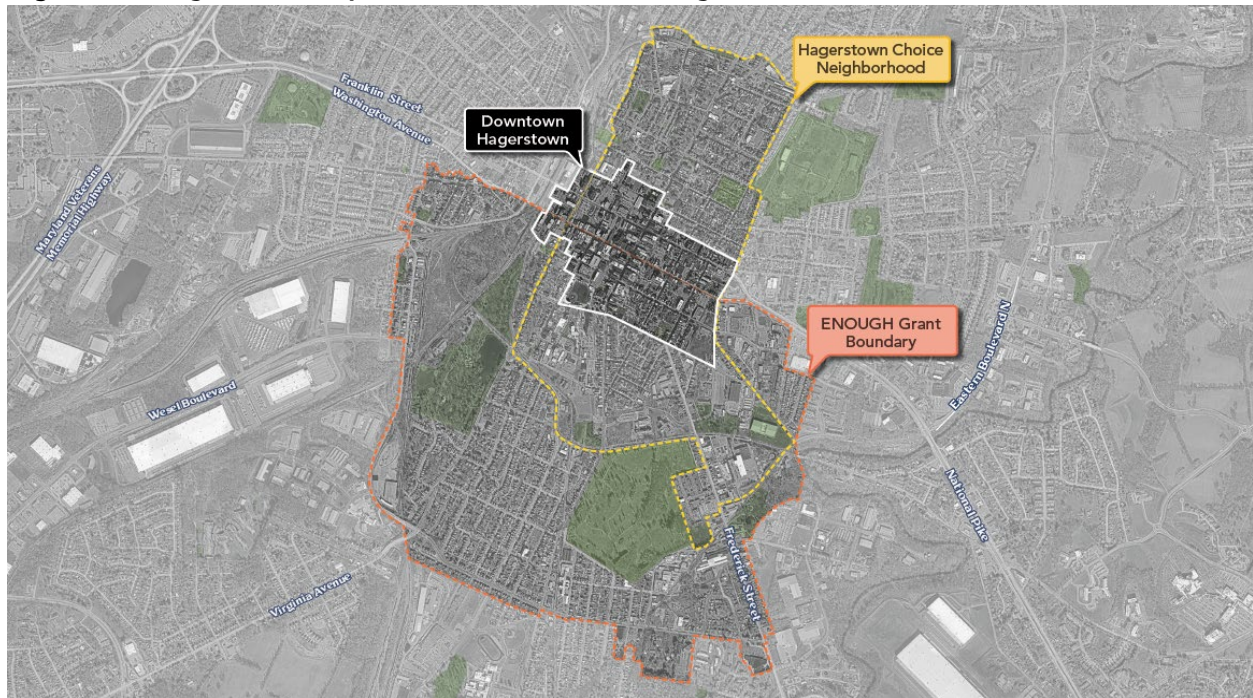 Hagerstown Choice
Neighborhood
Franklin Street
Washington Avenue
Downtown
Hagerstown
Maryland Veterans
Memorial Highway
ENOUGH Grant
Boundary
Eastern Boulevard N
Wesel Boulevard
National Pike
Frederick Street
Virginia Avenue